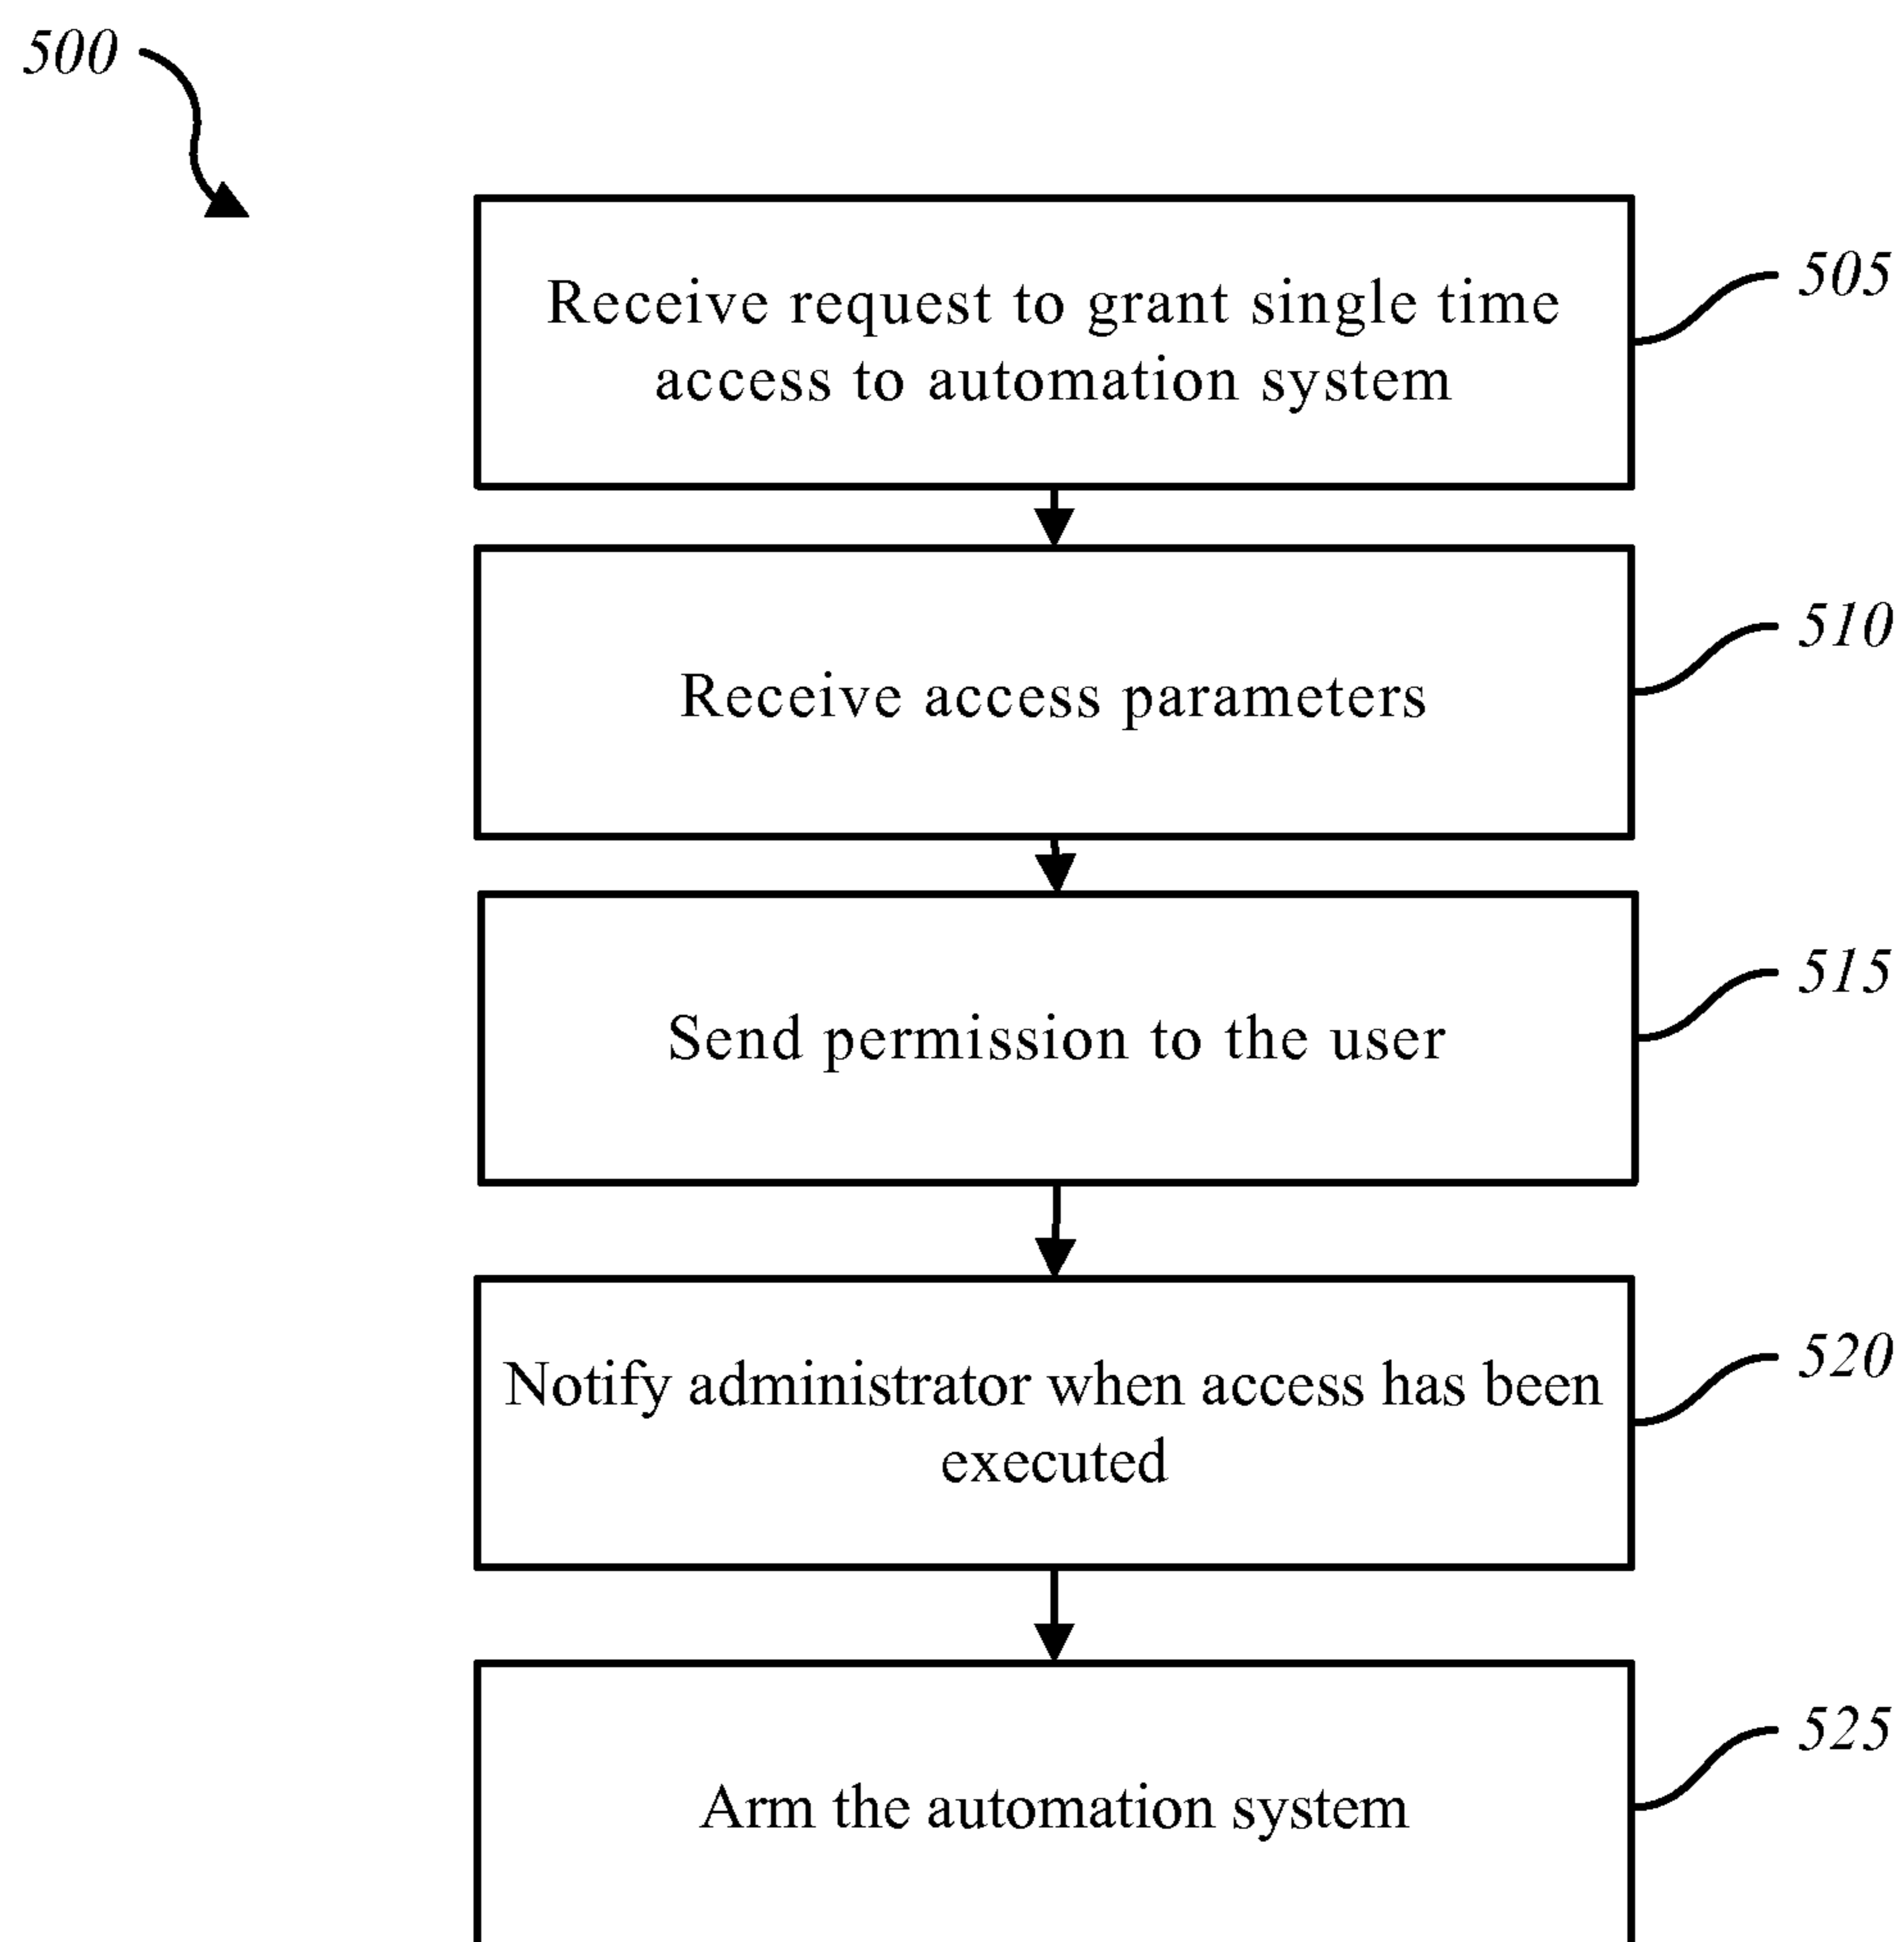 500
Receive request to grant single time
access to automation system
505
Receive access parameters
510
Send permission to the user
515
Notify administrator when access has been
executed
520
Arm the automation system
525